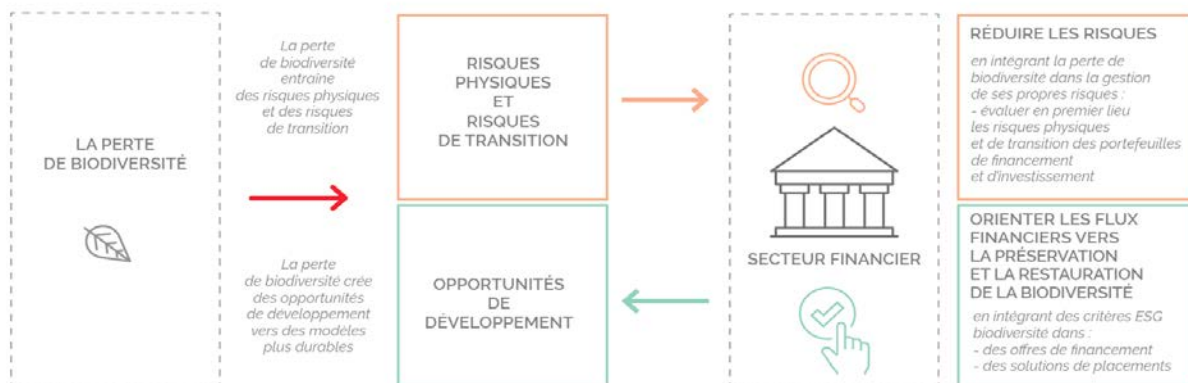 LA PERTE
DE BIODIVERSITÉ
La perte
de biodiversité
entraîne
des risques physiques
et des risques
de transition
La perte
de biodiversité crée
des opportunités
de développement
vers des modèles
plus durables
RISQUES
PHYSIQUES
ET
RISQUES
DE TRANSITION
OPPORTUNITÉS
DE
DÉVELOPPEMENT
SECTEUR FINANCIER
RÉDUIRE LES RISQUES
en intégrant la perte de
biodiversité dans la gestion
de ses propres risques :
- évaluer en premier lieu
les risques physiques
et de transition des portefeuilles
de financement
et d'investissement
ORIENTER LES FLUX
FINANCIERS VERS
LA PRÉSERVATION
ET LA RESTAURATION
DE LA BIODIVERSITÉ
en intégrant des critères ESG
biodiversité dans :
- des offres de financement
- des solutions de placements